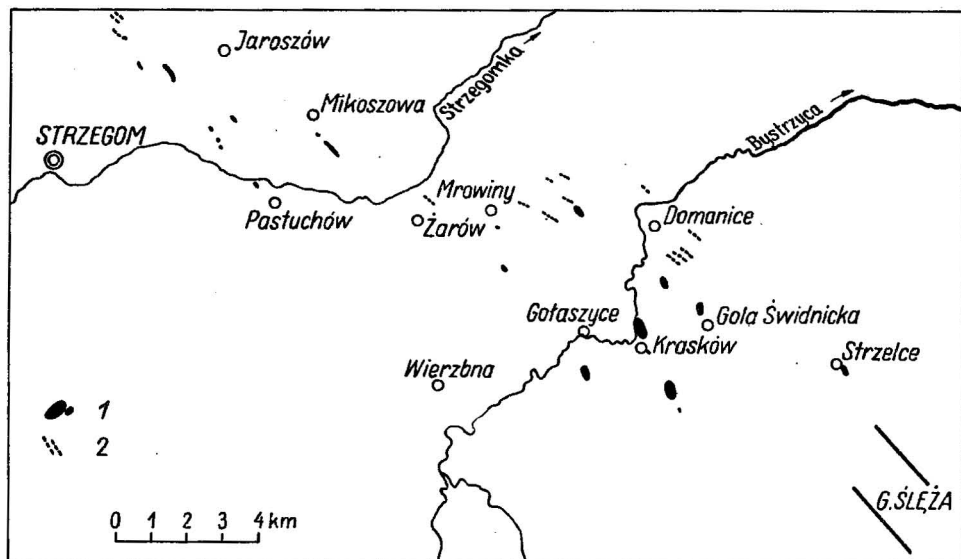 Jaroszów
Strzegomka
Mikoszowa
Bustrzyca
STRZEGOM
Mrowiny
Pastuchów
Żarów
Domanice
Gołaszyce
Gola Świdnicka
Krasków
Strzelce
Wierzbna
1
2
G.ŚLĘŻA
0 1 2 3 4 km